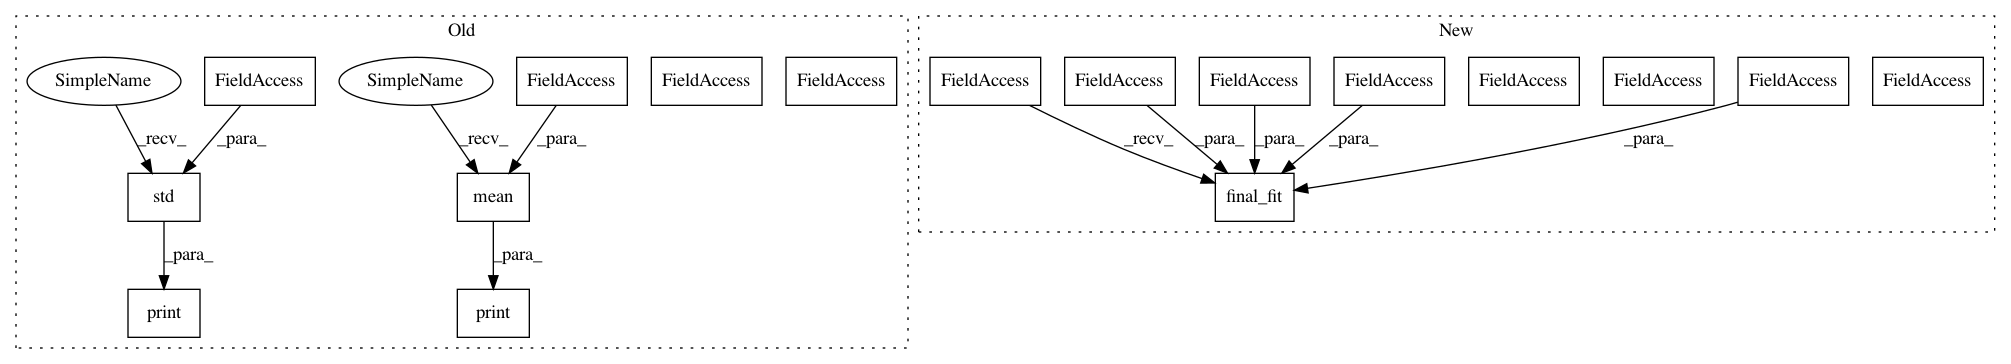 Old
New
SimpleName
FieldAccess
SimpleName
FieldAccess
FieldAccess
FieldAccess
FieldAccess
FieldAccess
FieldAccess
FieldAccess
FieldAccess
FieldAccess
FieldAccess
FieldAccess
_recv_
_para_
_recv_
_para_
_recv_
_para_
_para_
_para_
_para_
std
mean
final_fit
_para_
_para_
print
print